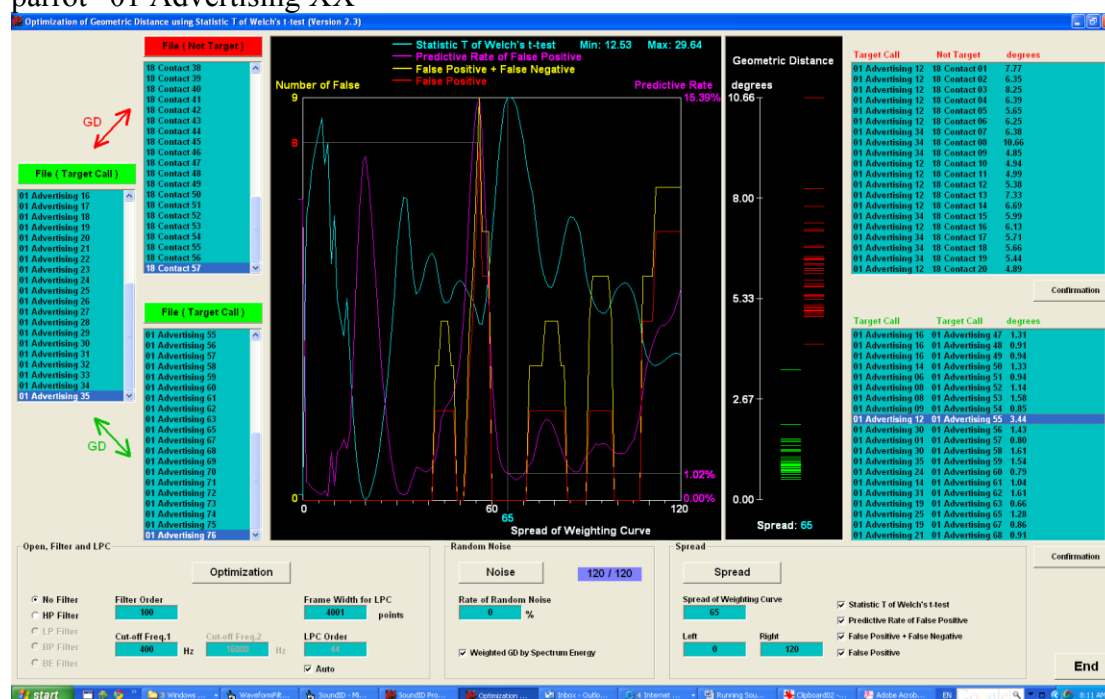 parrot "01 Advertising XX"
Optimization of Geometric Distance using Statistic T of Welch's t-test (Version 2.3)
File ( Not Target )
18 Contact 38
18 Contact 39
18 Contact 40
18 Contact 41
18 Contact 42
18 Contact 43
18 Contact 44
18 Contact 45
18 Contact 46
18 Contact 47
18 Contact 48
18 Contact 49
18 Contact 50
18 Contact 51
18 Contact 52
18 Contact 53
18 Contact 54
18 Contact 55
18 Contact 56
18 Contact 57
GD
File ( Target Call )
01 Advertising 16
01 Advertising 17
01 Advertising 18
01 Advertising 19
01 Advertising 20
01 Advertising 21
01 Advertising 22
01 Advertising 23
01 Advertising 24
01 Advertising 25
01 Advertising 26
01 Advertising 27
01 Advertising 28
01 Advertising 29
01 Advertising 30
01 Advertising 31
01 Advertising 32
01 Advertising 33
01 Advertising 34
01 Advertising 35
GD
File ( Target Call )
01 Advertising 55
01 Advertising 56
01 Advertising 57
01 Advertising 58
01 Advertising 59
01 Advertising 60
01 Advertising 61
01 Advertising 62
01 Advertising 63
01 Advertising 65
01 Advertising 67
01 Advertising 68
01 Advertising 69
01 Advertising 70
01 Advertising 71
01 Advertising 72
01 Advertising 73
01 Advertising 74
01 Advertising 75
01 Advertising 76
Statistic T of Welch's t-test Min: 12.53 Max: 29.64
Predictive Rate of False Positive
False Positive + False Negative
False Positive
Number of False
Predictive Rate
9
15.39%
8
1.02%
0
0.00%
0 60 120
65
Spread of Weighting Curve
Geometric Distance
degrees
10.66
8.00
5.33
2.67
0.00
Spread: 65
Target Call Not Target degrees
01 Advertising 12 18 Contact 01 7.77
01 Advertising 12 18 Contact 02 6.35
01 Advertising 12 18 Contact 03 8.25
01 Advertising 12 18 Contact 04 6.39
01 Advertising 12 18 Contact 05 5.65
01 Advertising 12 18 Contact 06 6.25
01 Advertising 34 18 Contact 07 6.38
01 Advertising 34 18 Contact 08 10.66
01 Advertising 34 18 Contact 09 4.85
01 Advertising 12 18 Contact 10 4.94
01 Advertising 12 18 Contact 11 4.99
01 Advertising 12 18 Contact 12 5.38
01 Advertising 12 18 Contact 13 7.33
01 Advertising 12 18 Contact 14 6.69
01 Advertising 34 18 Contact 15 5.99
01 Advertising 12 18 Contact 16 6.13
01 Advertising 34 18 Contact 17 5.71
01 Advertising 34 18 Contact 18 5.66
01 Advertising 34 18 Contact 19 5.44
01 Advertising 12 18 Contact 20 4.89
Confirmation
Target Call Target Call degrees
01 Advertising 16 01 Advertising 47 1.31
01 Advertising 16 01 Advertising 48 0.91
01 Advertising 16 01 Advertising 49 0.94
01 Advertising 14 01 Advertising 50 1.33
01 Advertising 06 01 Advertising 51 0.94
01 Advertising 08 01 Advertising 52 1.14
01 Advertising 08 01 Advertising 53 1.58
01 Advertising 09 01 Advertising 54 0.85
01 Advertising 12 01 Advertising 55 3.44
01 Advertising 30 01 Advertising 56 1.43
01 Advertising 01 01 Advertising 57 0.80
01 Advertising 30 01 Advertising 58 1.61
01 Advertising 35 01 Advertising 59 1.54
01 Advertising 24 01 Advertising 60 0.79
01 Advertising 14 01 Advertising 61 1.04
01 Advertising 31 01 Advertising 62 1.61
01 Advertising 19 01 Advertising 63 0.66
01 Advertising 25 01 Advertising 65 1.28
01 Advertising 19 01 Advertising 67 0.86
01 Advertising 21 01 Advertising 68 0.91
Confirmation
Open, Filter and LPC
Optimization
No Filter
HP Filter
LP Filter
BP Filter
BE Filter
Filter Order
100
Cut-off Freq.1
400 Hz
Cut-off Freq.2
16000 Hz
Frame Width for LPC
4001 points
LPC Order
44
Auto
Random Noise
Noise
120 / 120
Rate of Random Noise
0 %
Weighted GD by Spectrum Energy
Spread
Spread
Spread of Weighting Curve
65
Left Right
0 120
Statistic T of Welch's t-test
Predictive Rate of False Positive
False Positive + False Negative
False Positive
End
start
3 Windows ...
WaveformFilt...
SoundID - Mi...
SoundID Pro...
Optimization ...
Inbox - Outlo...
4 Internet ...
Running Sou...
Clipboard02 -...
Adobe Acrob...
EN
8:11 AM